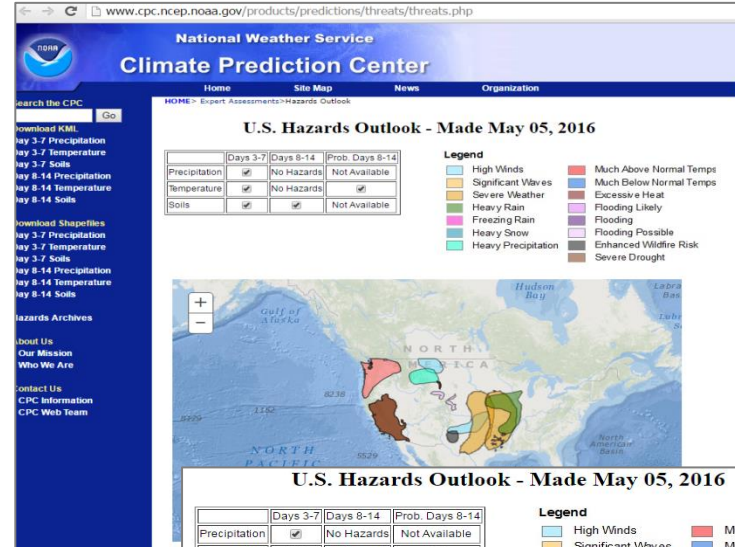 www.cpc.ncep.noaa.gov/products/predictions/threats/threats.php
NOAA
National Weather Service
Climate Prediction Center
Home Site Map News Organization
HOME> Expert Assessments>Hazards Outlook
earch the CPC
Go
ownload KML
ay 3-7 Precipitation
ay 3-7 Temperature
ay 3-7 Soils
ay 8-14 Precipitation
ay 8-14 Temperature
ay 8-14 Soils
ownload Shapefiles
ay 3-7 Precipitation
ay 3-7 Temperature
ay 3-7 Soils
ay 8-14 Precipitation
ay 8-14 Temperature
ay 8-14 Soils
azards Archives
bout Us
Our Mission
Who We Are
ontact Us
CPC Information
CPC Web Team
U.S. Hazards Outlook - Made May 05, 2016
Days 3-7 Days 8-14 Prob. Days 8-14
Precipitation No Hazards Not Available
Temperature No Hazards
Soils Not Available
Legend
High Winds
Significant Waves
Severe Weather
Heavy Rain
Freezing Rain
Heavy Snow
Heavy Precipitation
Much Above Normal Temps
Much Below Normal Temps
Excessive Heat
Flooding Likely
Flooding
Flooding Possible
Enhanced Wildfire Risk
Severe Drought
+
−
Hudson
Bay
Labra
Bas
Gulf of
Alaska
NORTH
AMERICA
8238
1182
5529
NORTH
PACIFIC
North
American
Basin
U.S. Hazards Outlook - Made May 05, 2016
Days 3-7 Days 8-14 Prob. Days 8-14
Precipitation No Hazards Not Available
Legend
High Winds
Significant Waves
M